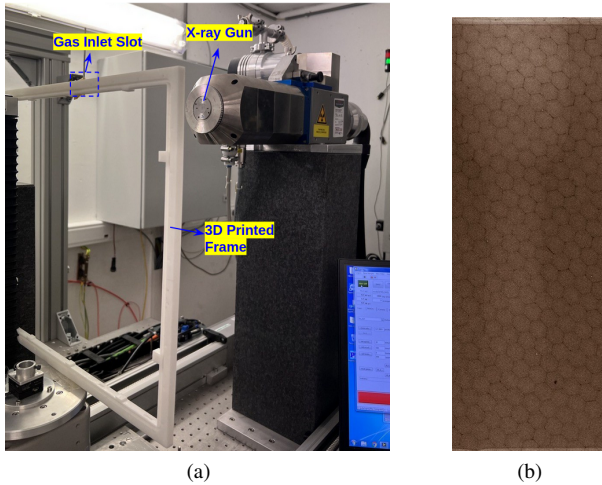 Gas Inlet Slot
X-ray Gun
3D Printed
Frame
(a)
(b)